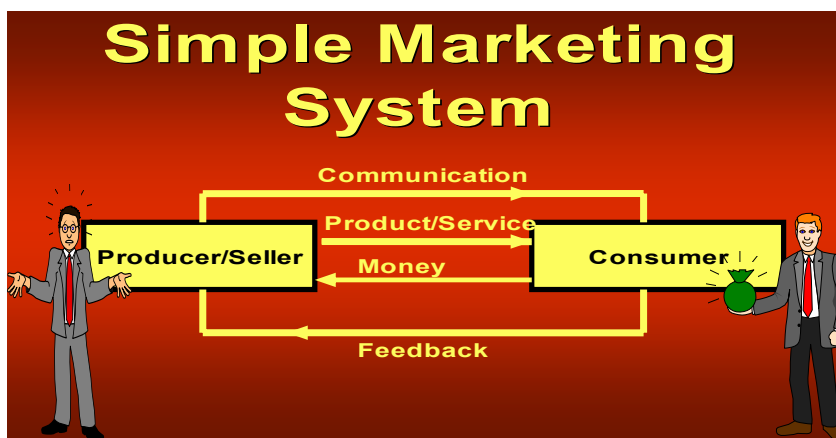 Simple Marketing
System
Communication
Product/Service
Producer/Seller
Consumer
Money
Feedback